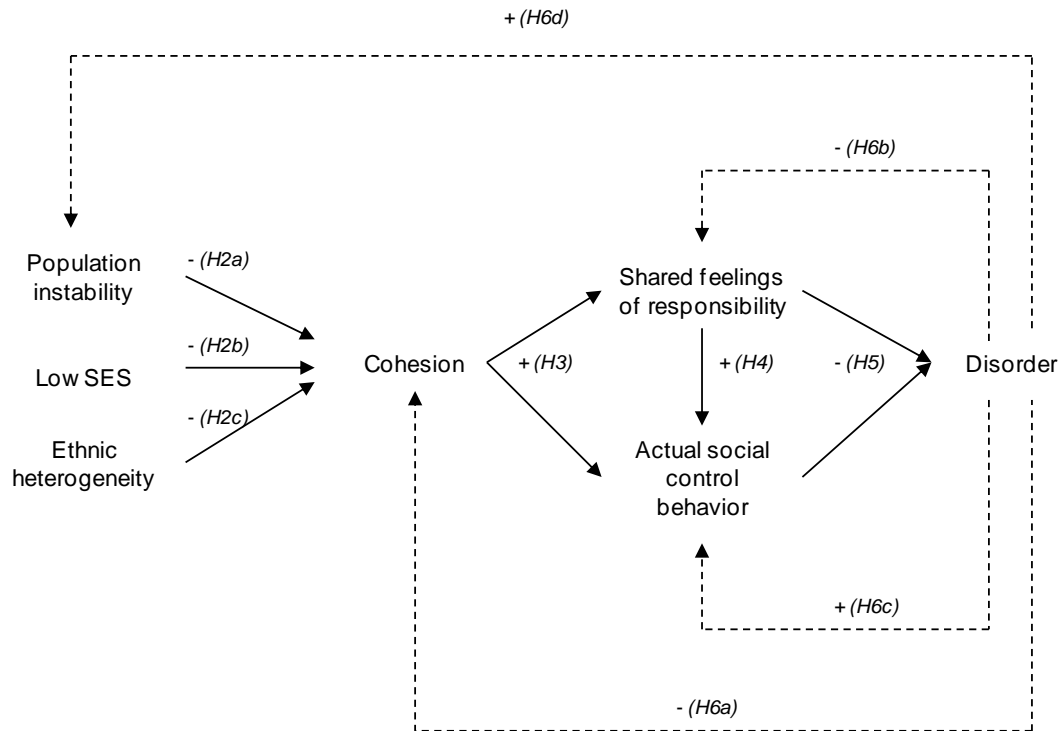 + (H6d)
- (H6b)
Population
instability
- (H2a)
Shared feelings
of responsibility
- (H2b)
Low SES
Cohesion
+ (H3)
+ (H4)
- (H5)
Disorder
- (H2c)
Ethnic
heterogeneity
Actual social
control
behavior
+ (H6c)
- (H6a)